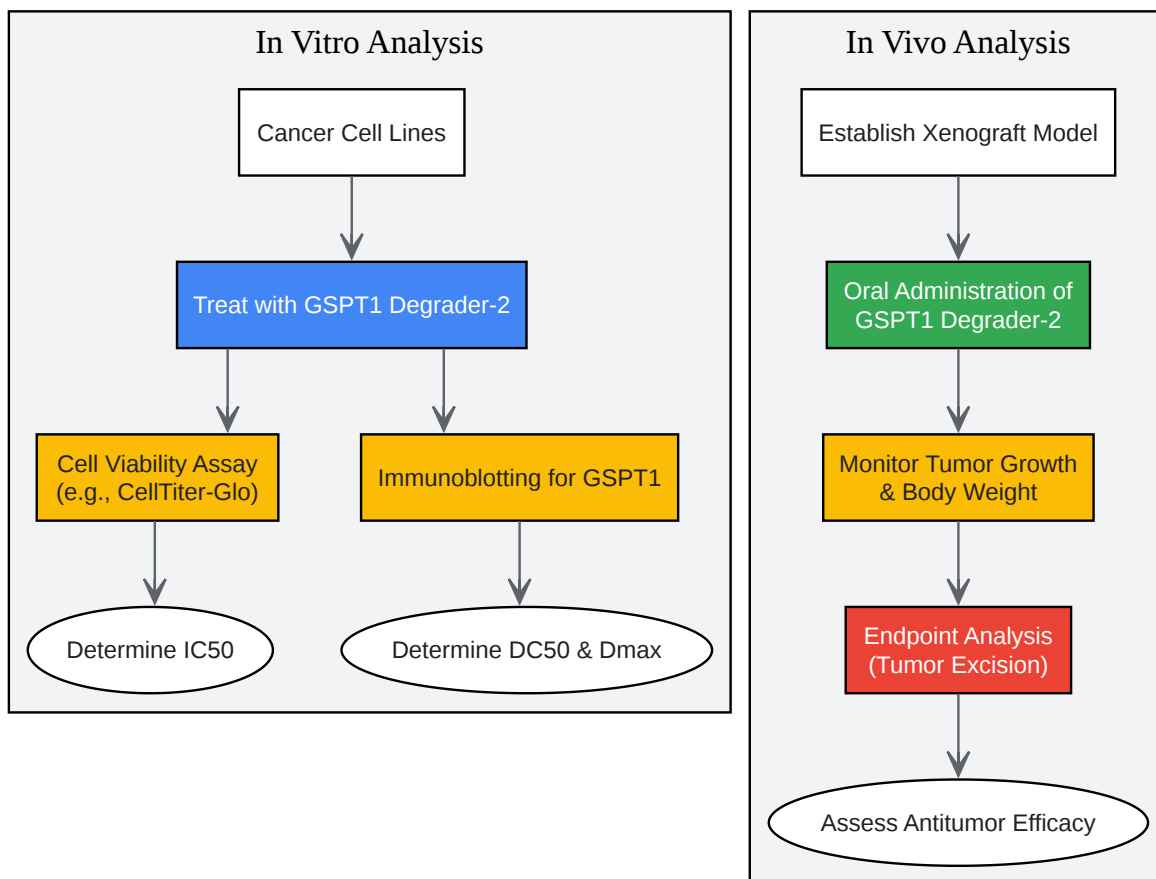 In Vitro Analysis
Cancer Cell Lines
Treat with GSPT1 Degrader-2
Cell Viability Assay
(e.g., CellTiter-Glo)
Immunoblotting for GSPT1
Determine IC50
Determine DC50 & Dmax
In Vivo Analysis
Establish Xenograft Model
Oral Administration of
GSPT1 Degrader-2
Monitor Tumor Growth
& Body Weight
Endpoint Analysis
(Tumor Excision)
Assess Antitumor Efficacy